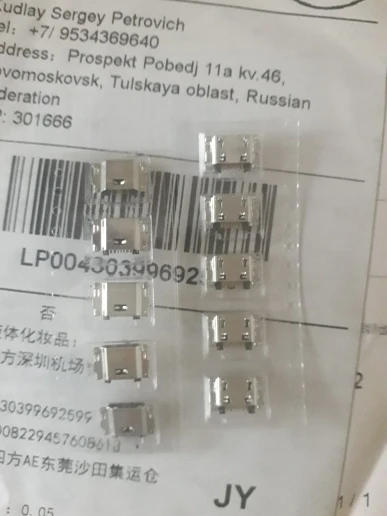 Kudlay Sergey Petrovich
el: +7/ 9534369640
ddress: Prospekt Pobedj 11a kv.46,
ovomoskovsk, Tulskaya oblast, Russian
deration
: 301666
LP00430399692
否
体化妆品:
方深圳机场
30399692599
四方AE东莞沙田集运仓
: 0.05
JY
2
1 / 1